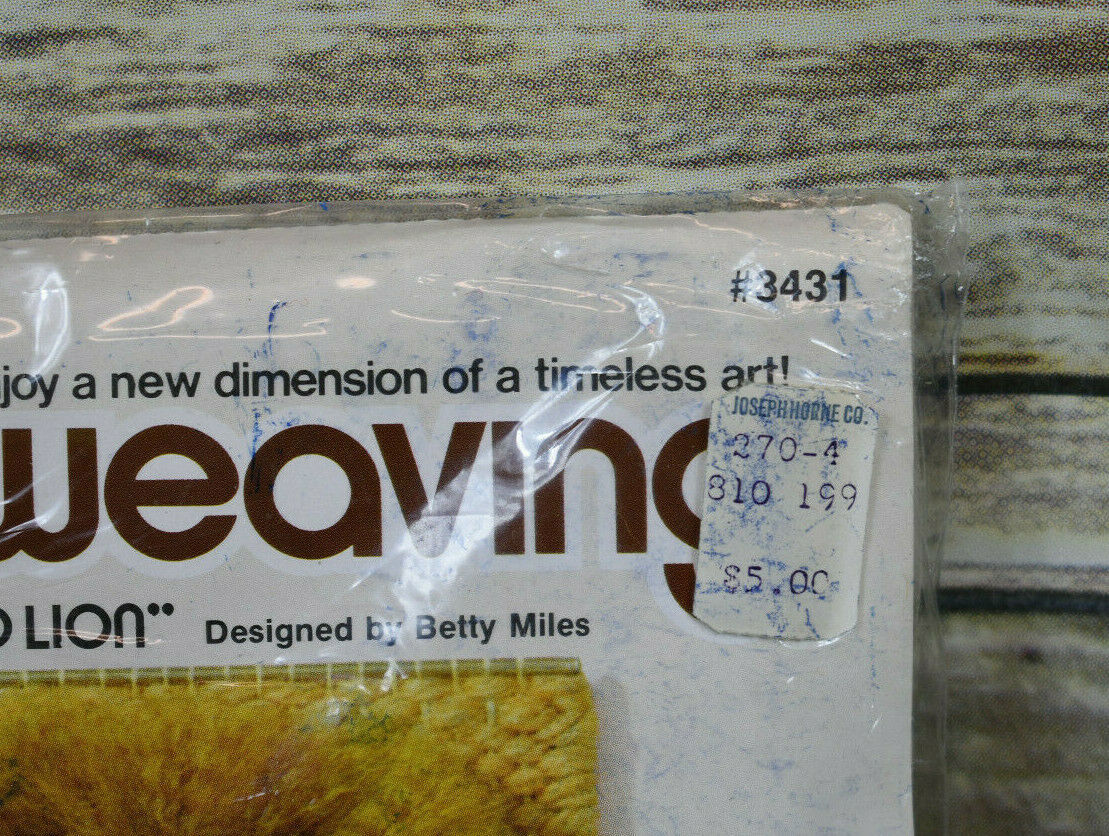 #3431
njoy a new dimension of a timeless art!
weaving
JOSEPH HORNE CO.
270-4
810 199
$5.00
LION"
Designed by Betty Miles